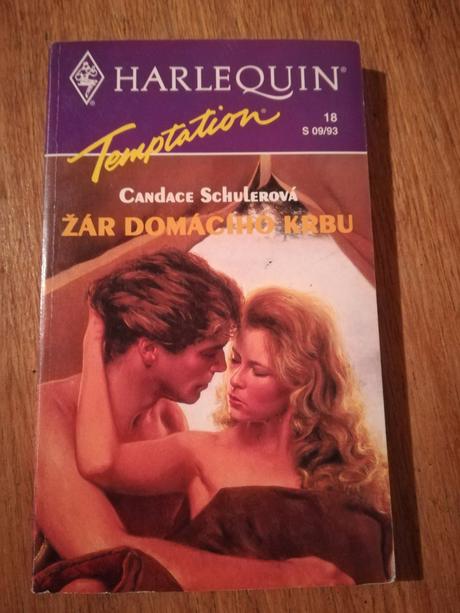 HARLEQUIN®
Temptation®
18
S 09/93
Candace Schulerová
ŽÁR DOMÁCÍHO KRBU